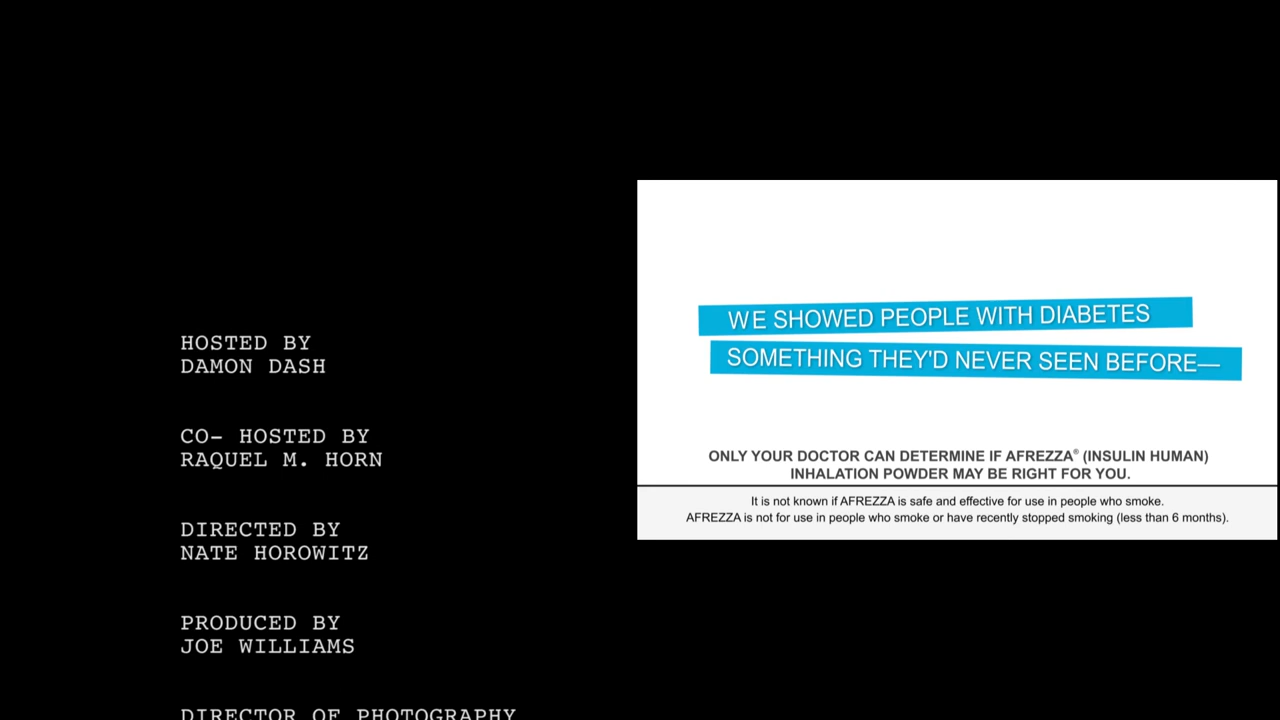 HOSTED BY
DAMON DASH
CO- HOSTED BY
RAQUEL M. HORN
DIRECTED BY
NATE HOROWITZ
PRODUCED BY
JOE WILLIAMS
DIRECTOR OF PHOTOGRAPHY
WE SHOWED PEOPLE WITH DIABETES
SOMETHING THEY'D NEVER SEEN BEFORE—
ONLY YOUR DOCTOR CAN DETERMINE IF AFREZZA® (INSULIN HUMAN)
INHALATION POWDER MAY BE RIGHT FOR YOU.
It is not known if AFREZZA is safe and effective for use in people who smoke.
AFREZZA is not for use in people who smoke or have recently stopped smoking (less than 6 months).